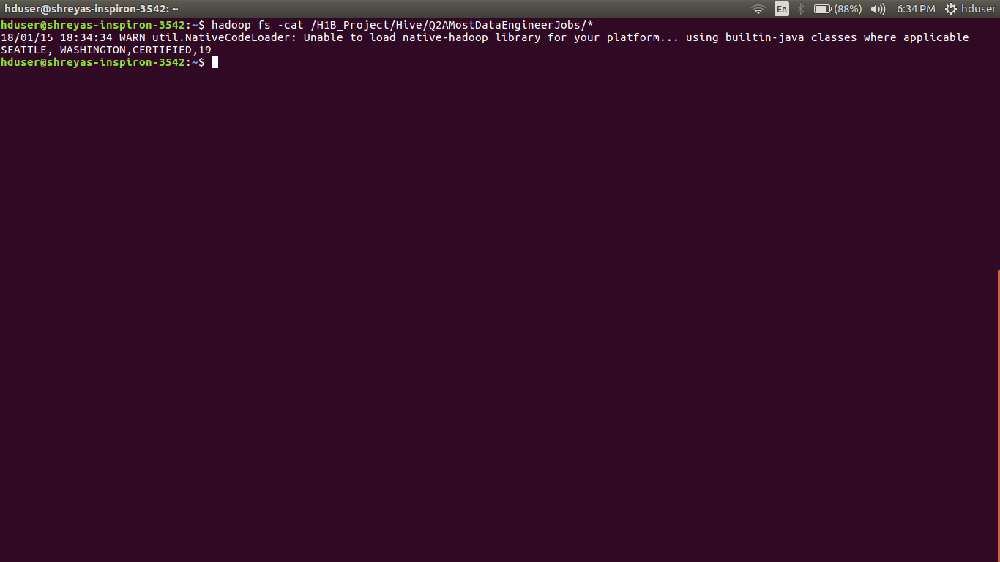 hduser@shreyas-inspiron-3542: ~ En (88%) 6:34 PM hduser
hduser@shreyas-inspiron-3542:~$ hadoop fs -cat /H1B_Project/Hive/Q2AMostDataEngineerJobs/*
18/01/15 18:34:34 WARN util.NativeCodeLoader: Unable to load native-hadoop library for your platform... using builtin-java classes where applicable
SEATTLE, WASHINGTON,CERTIFIED,19
hduser@shreyas-inspiron-3542:~$